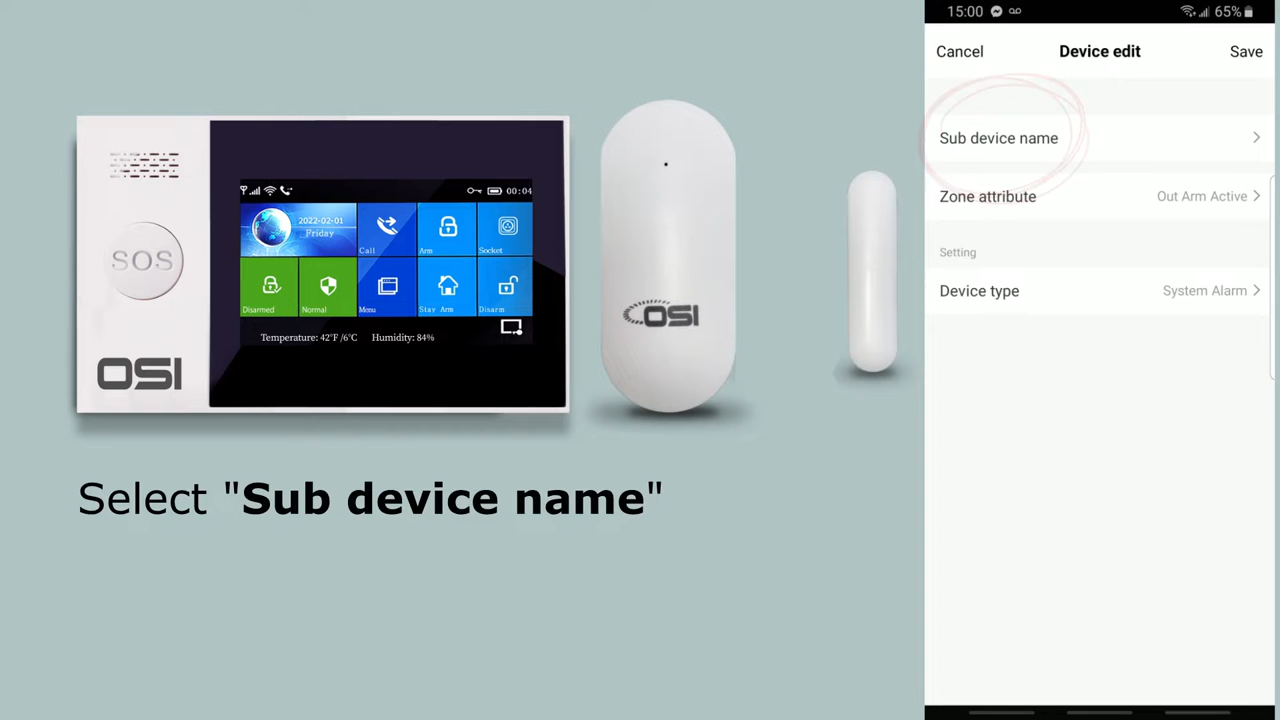 15:00 65%
Cancel Device edit Save
Sub device name
Zone attribute Out Arm Active
Setting
Device type System Alarm
00:04
2022-02-01
Friday
Call Arm Socket
Disarmed Normal Menu Stay Arm Disarm
Temperature: 42°F /6°C Humidity: 84%
SOS
OSI
OSI
Select "Sub device name"